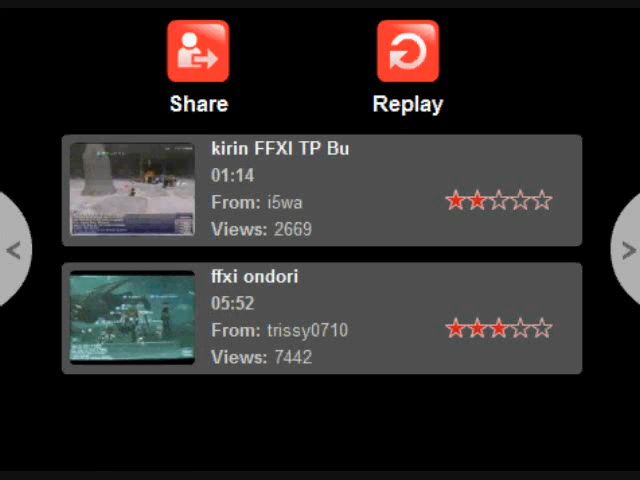 Share
Replay
kirin FFXI TP Bu
01:14
From: i5wa
Views: 2669
ffxi ondori
05:52
From: trissy0710
Views: 7442
<
>